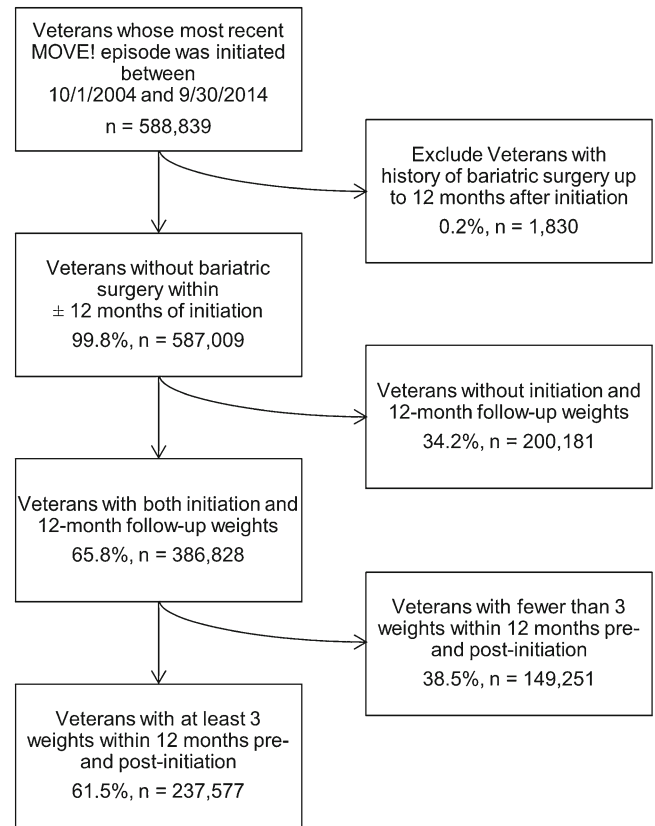 Veterans whose most recent
MOVE! episode was initiated
between
10/1/2004 and 9/30/2014
n = 588,839
Exclude Veterans with
history of bariatric surgery up
to 12 months after initiation
0.2%, n = 1,830
Veterans without bariatric
surgery within
± 12 months of initiation
99.8%, n = 587,009
Veterans without initiation and
12-month follow-up weights
34.2%, n = 200,181
Veterans with both initiation and
12-month follow-up weights
65.8%, n = 386,828
Veterans with fewer than 3
weights within 12 months pre-
and post-initiation
38.5%, n = 149,251
Veterans with at least 3
weights within 12 months pre-
and post-initiation
61.5%, n = 237,577